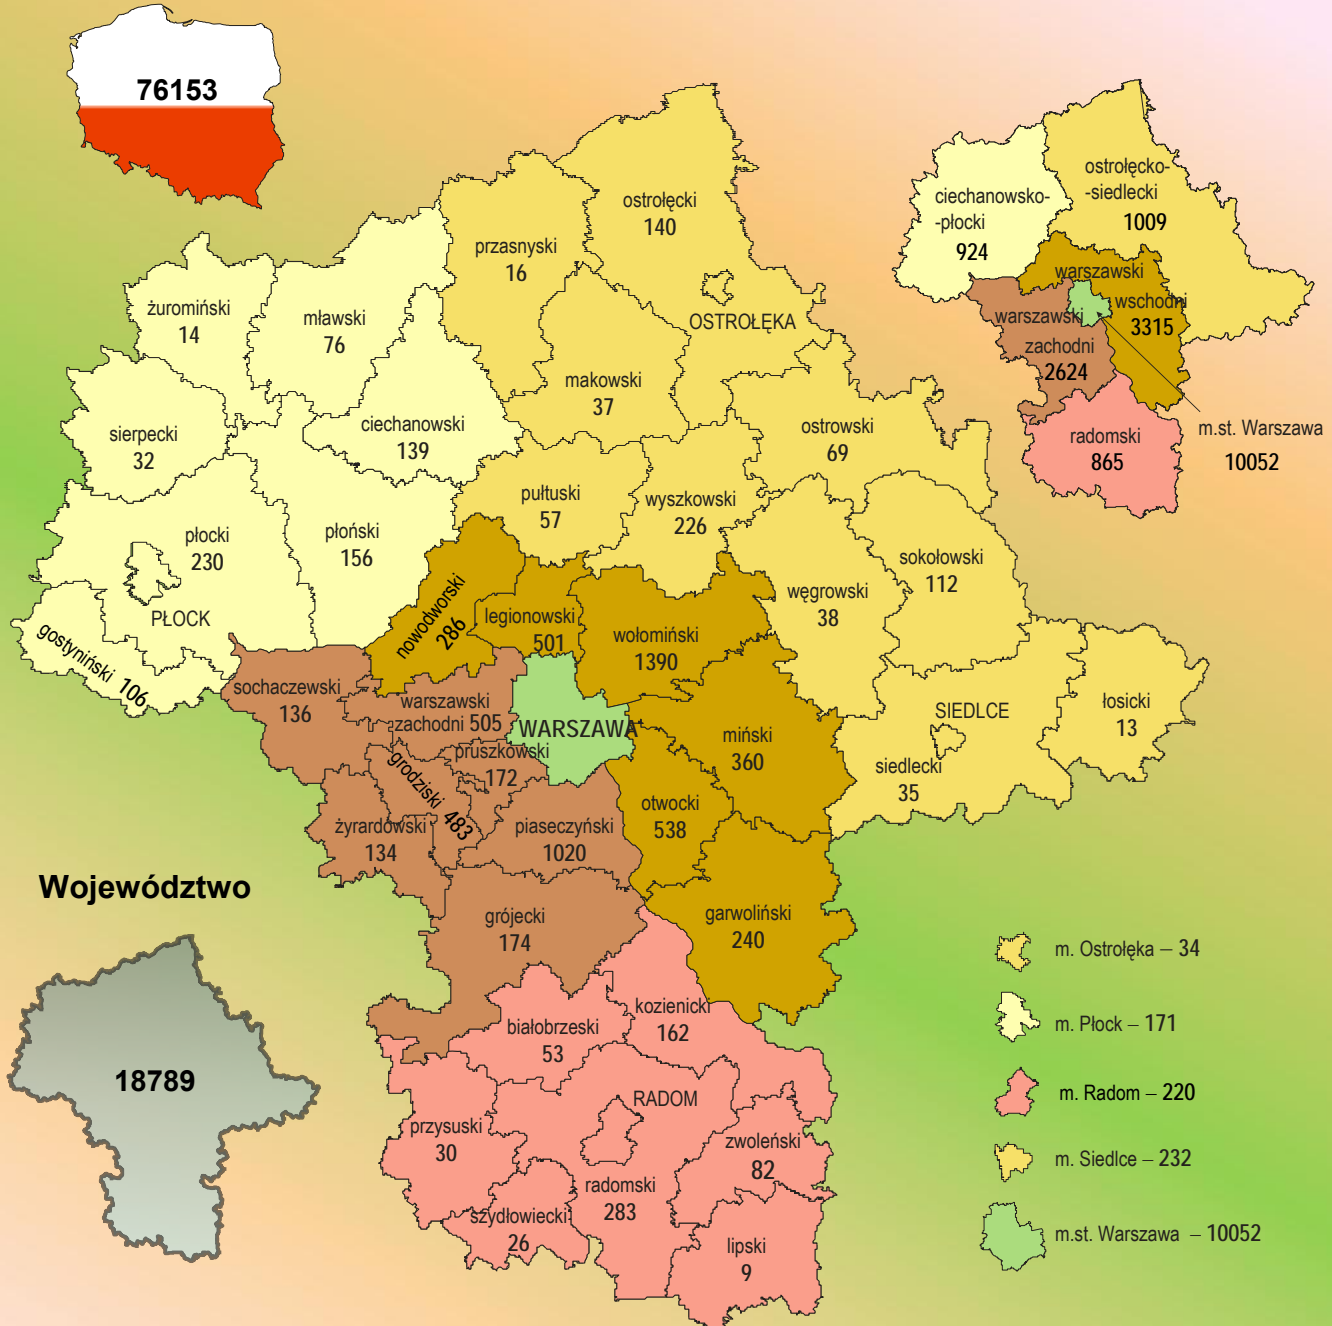 76153
ostrołęcki
140
przasnyski
16
OSTROŁĘKA
żuromiński
14
mławski
76
makowski
37
ciechanowski
139
sierpecki
32
ostrowski
69
pułtuski
57
wyszkowski
226
płocki
230
płoński
156
sokołowski
112
węgrowski
38
PŁOCK
gostyniński 106
nowodworski
286
legionowski
501
wołomiński
1390
sochaczewski
136
warszawski
zachodni 505
WARSZAWA
pruszkowski
172
grodziski 483
miński
360
SIEDLCE
siedlecki
35
łosicki
13
otwocki
538
żyrardowski
134
piaseczyński
1020
garwoliński
240
grójecki
174
kozienicki
162
białobrzeski
53
RADOM
przysuski
30
zwoleński
82
radomski
283
szydłowiecki
26
lipski
9
ciechanowsko-
-płocki
924
ostrołęcko-
-siedlecki
1009
warszawski
wschodni
3315
warszawski
zachodni
2624
radomski
865
m.st. Warszawa
10052
Województwo
18789
m. Ostrołęka – 34
m. Płock – 171
m. Radom – 220
m. Siedlce – 232
m.st. Warszawa – 10052